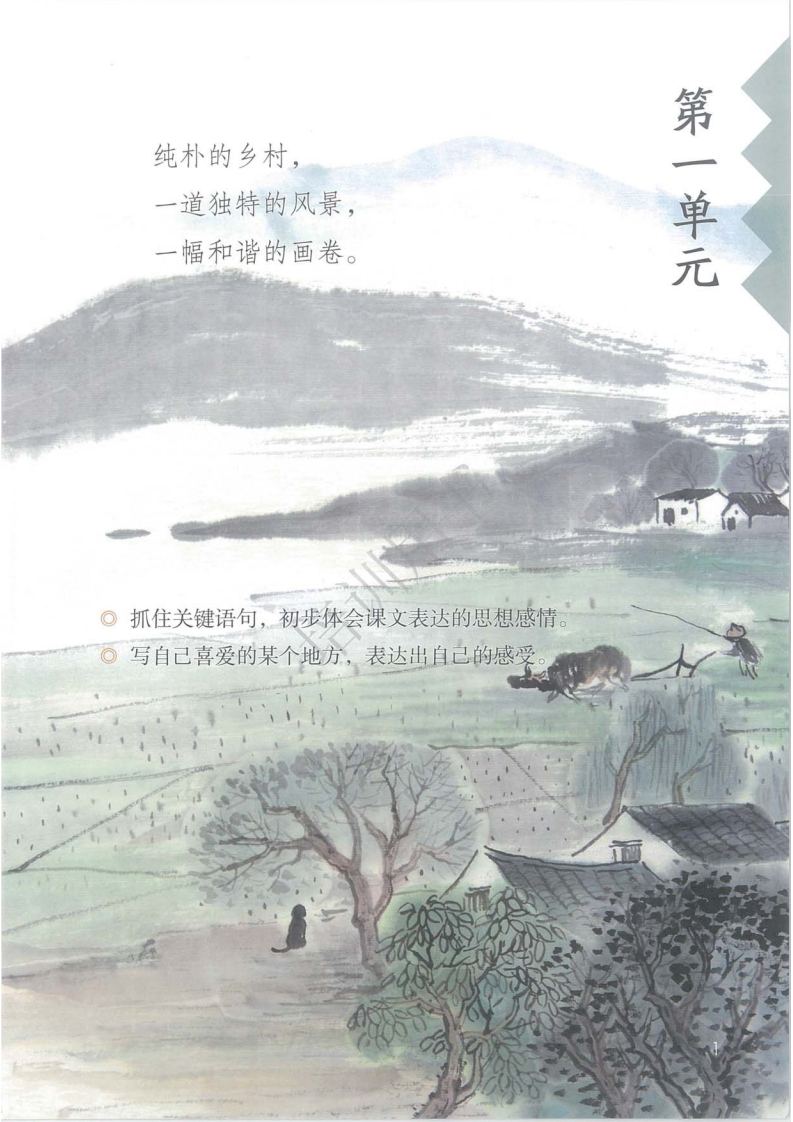 第一单元
纯朴的乡村，
一道独特的风景，
一幅和谐的画卷。
◎ 抓住关键语句，初步体会课文表达的思想感情。
◎ 写自己喜爱的某个地方，表达出自己的感受。
1